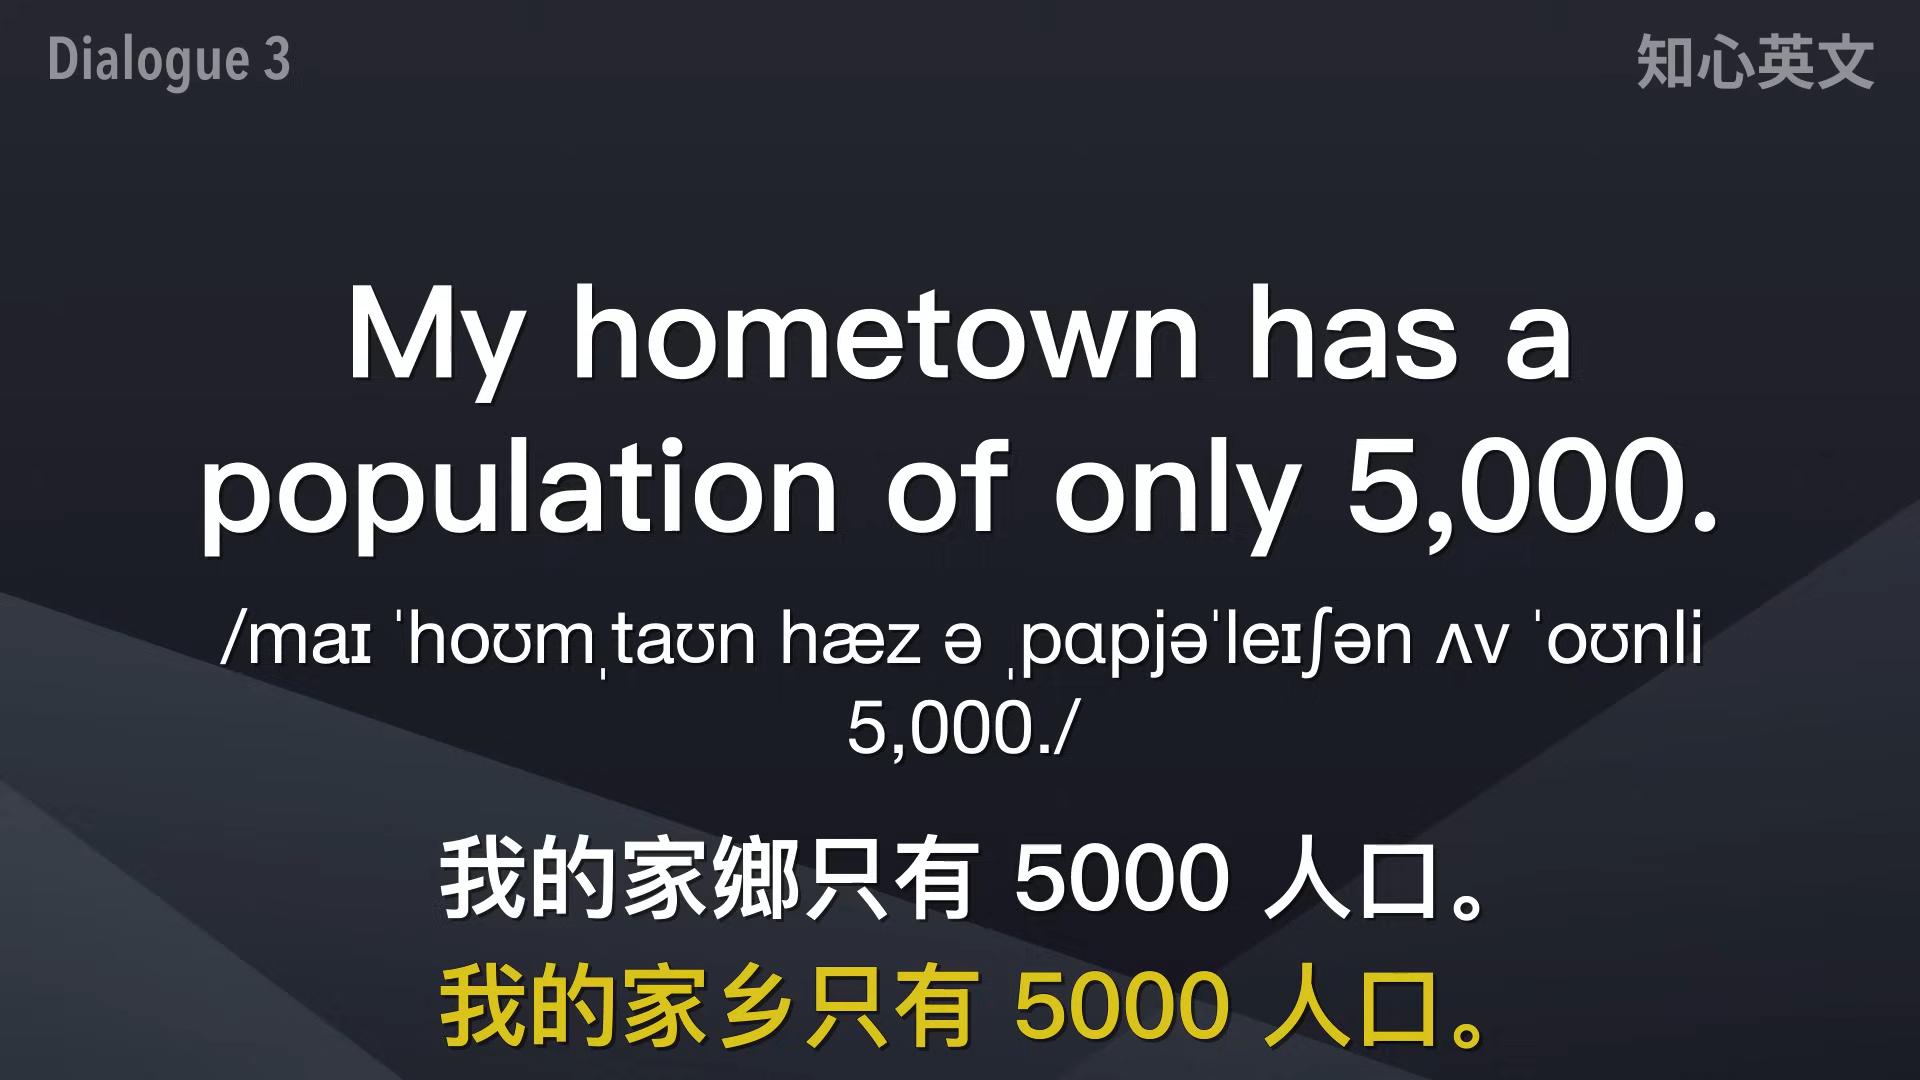 Dialogue 3
知心英文
My hometown has a
population of only 5,000.
/maɪ ˈhoʊmˌtaʊn hæz ə ˌpɑpjəˈleɪʃən ʌv ˈoʊnli
5,000./
我的家鄉只有 5000 人口。
我的家乡只有 5000 人口。